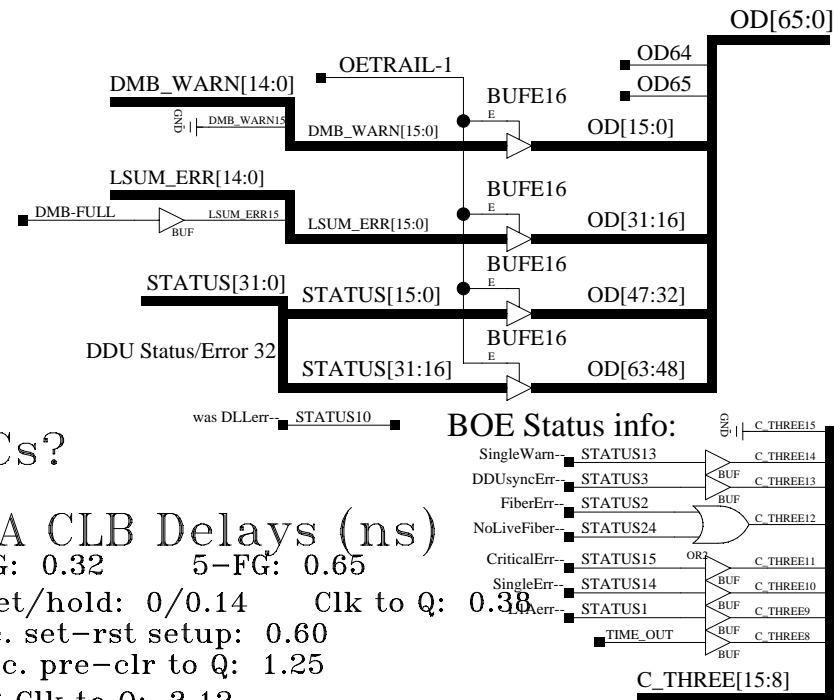 OD[65:0]
OETRAIL-1
OD64
OD65
DMB_WARN[14:0]
BUFE16
E
GND
DMB_WARN15
DMB_WARN[15:0]
OD[15:0]
LSUM_ERR[14:0]
BUFE16
E
DMB-FULL
BUF
LSUM_ERR15
LSUM_ERR[15:0]
OD[31:16]
BUFE16
E
STATUS[31:0]
STATUS[15:0]
OD[47:32]
BUFE16
E
DDU Status/Error 32
STATUS[31:16]
OD[63:48]
was DLLerr-- STATUS10
BOE Status info:
GND
C_THREE15
Cs?
SingleWarn-- STATUS13 BUF C_THREE14
DDUsyncErr-- STATUS3 BUF C_THREE13
FiberErr-- STATUS2
NoLiveFiber-- STATUS24 OR2 C_THREE12
A CLB Delays (ns)
G: 0.32 5-FG: 0.65
CriticalErr-- STATUS15 BUF C_THREE11
SingleErr-- STATUS14 BUF C_THREE10
et/hold: 0/0.14 Clk to Q: 0.38
STATUS1 BUF C_THREE9
e. set-rst setup: 0.60
TIME_OUT BUF C_THREE8
c. pre-clr to Q: 1.25
C_THREE[15:8]
Clk to Q: 3.12